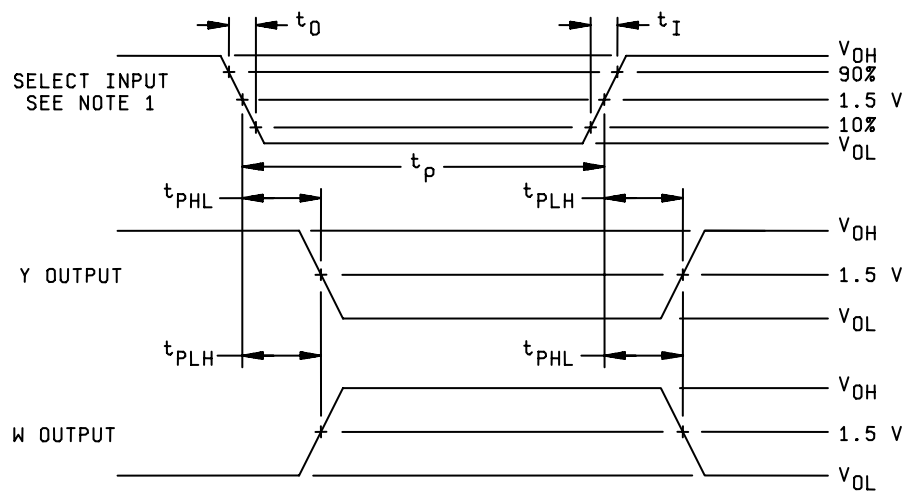 t0 tI
VOH
SELECT INPUT 90%
SEE NOTE 1 1.5 V
10%
VOL
tp
tPHL tPLH
VOH
Y OUTPUT 1.5 V
VOL
tPLH tPHL
VOH
W OUTPUT 1.5 V
VOL